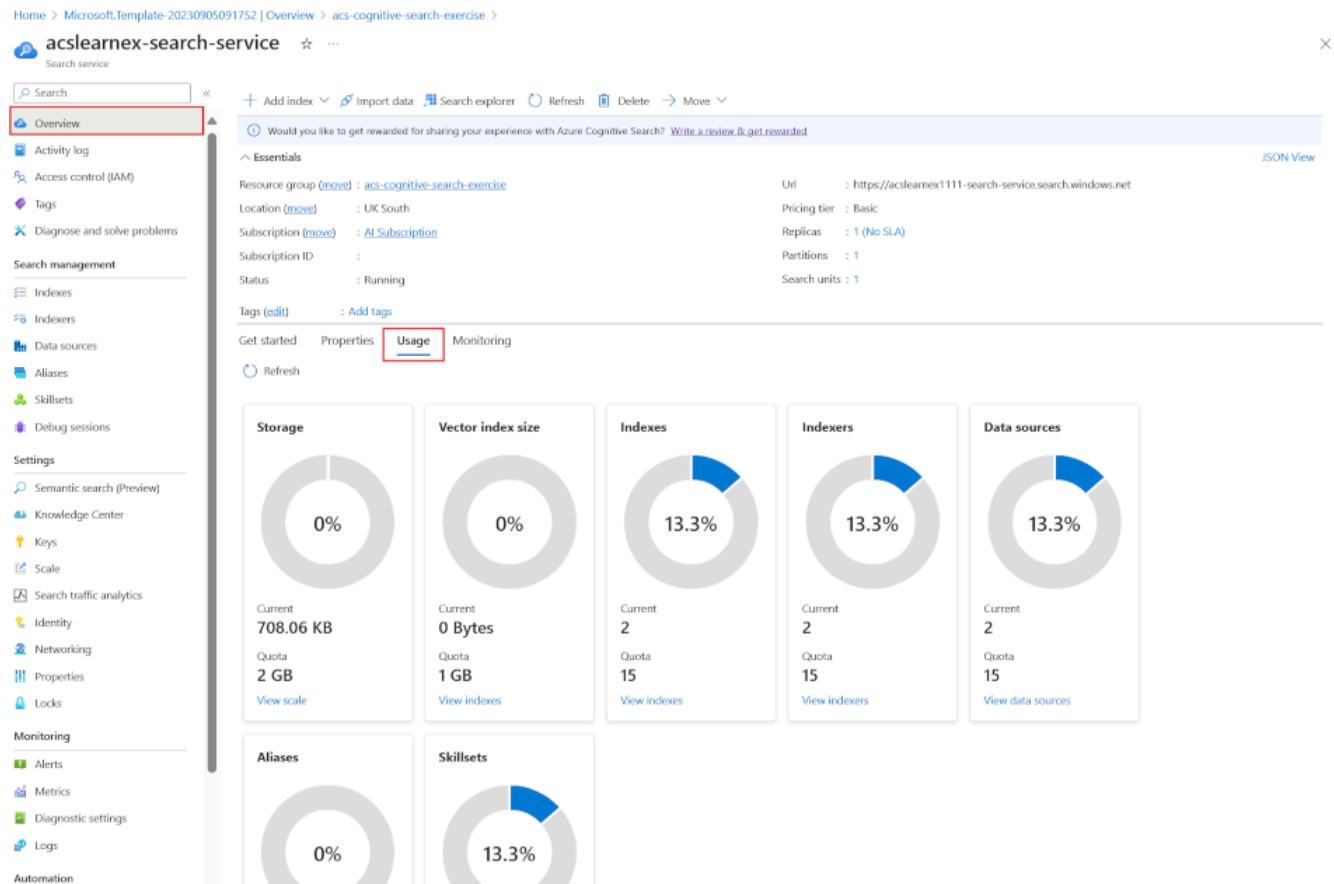 Home > Microsoft.Template-20230905091752 | Overview > acs-cognitive-search-exercise >
acslearnex-search-service
Search service
Search
Overview
Activity log
Access control (IAM)
Tags
Diagnose and solve problems
Search management
Indexes
Indexers
Data sources
Aliases
Skillsets
Debug sessions
Settings
Semantic search (Preview)
Knowledge Center
Keys
Scale
Search traffic analytics
Identity
Networking
Properties
Locks
Monitoring
Alerts
Metrics
Diagnostic settings
Logs
Automation
Add index Import data Search explorer Refresh Delete Move
Would you like to get rewarded for sharing your experience with Azure Cognitive Search? Write a review & get rewarded
Essentials JSON View
Resource group (move) : acs-cognitive-search-exercise
Location (move) : UK South
Subscription (move) : AI Subscription
Subscription ID :
Status : Running
Url : https://acslearnex1111-search-service.search.windows.net
Pricing tier : Basic
Replicas : 1 (No SLA)
Partitions : 1
Search units : 1
Tags (edit) : Add tags
Get started Properties Usage Monitoring
Refresh
Storage
0%
Current
708.06 KB
Quota
2 GB
View scale
Vector index size
0%
Current
0 Bytes
Quota
1 GB
View indexes
Indexes
13.3%
Current
2
Quota
15
View indexes
Indexers
13.3%
Current
2
Quota
15
View indexers
Data sources
13.3%
Current
2
Quota
15
View data sources
Aliases
0%
Skillsets
13.3%